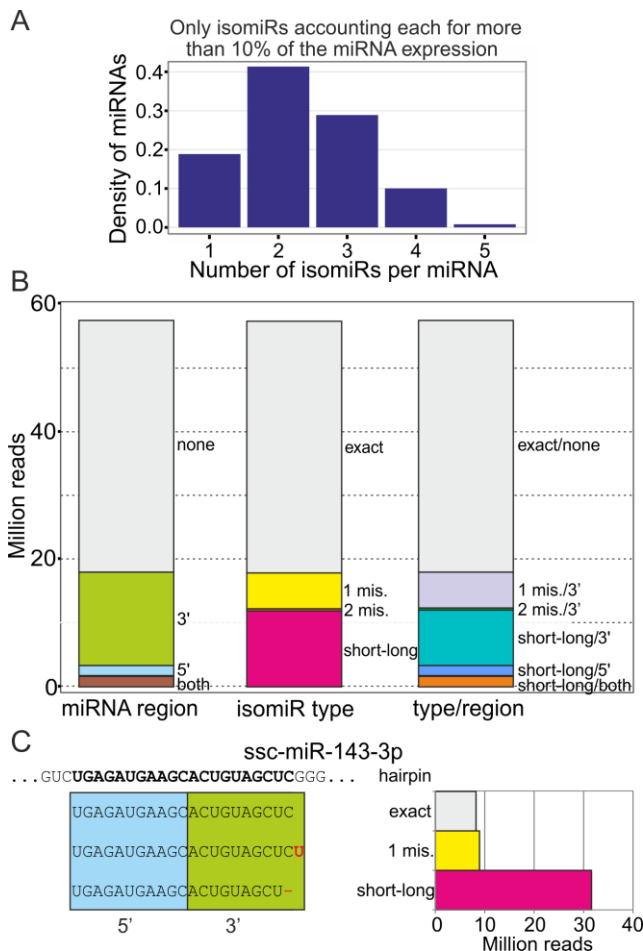 A
Only isomiRs accounting each for more
than 10% of the miRNA expression
Density of miRNAs
0.4
0.3
0.2
0.1
0.0
1 2 3 4 5
Number of isomiRs per miRNA
B
Million reads
60
40
20
0
none
3'
5'
both
exact
1 mis.
2 mis.
short-long
exact/none
1 mis./3'
2 mis./3'
short-long/3'
short-long/5'
short-long/both
miRNA region isomiR type type/region
C
ssc-miR-143-3p
...GUCUGAGAUGAAGCACUGUAGCUCGGG... hairpin
UGAGAUGAAGCACUGUAGCUC
UGAGAUGAAGCACUGUAGCUCU
UGAGAUGAAGCACUGUAGCU-
5' 3'
exact
1 mis.
short-long
0 10 20 30 40
Million reads